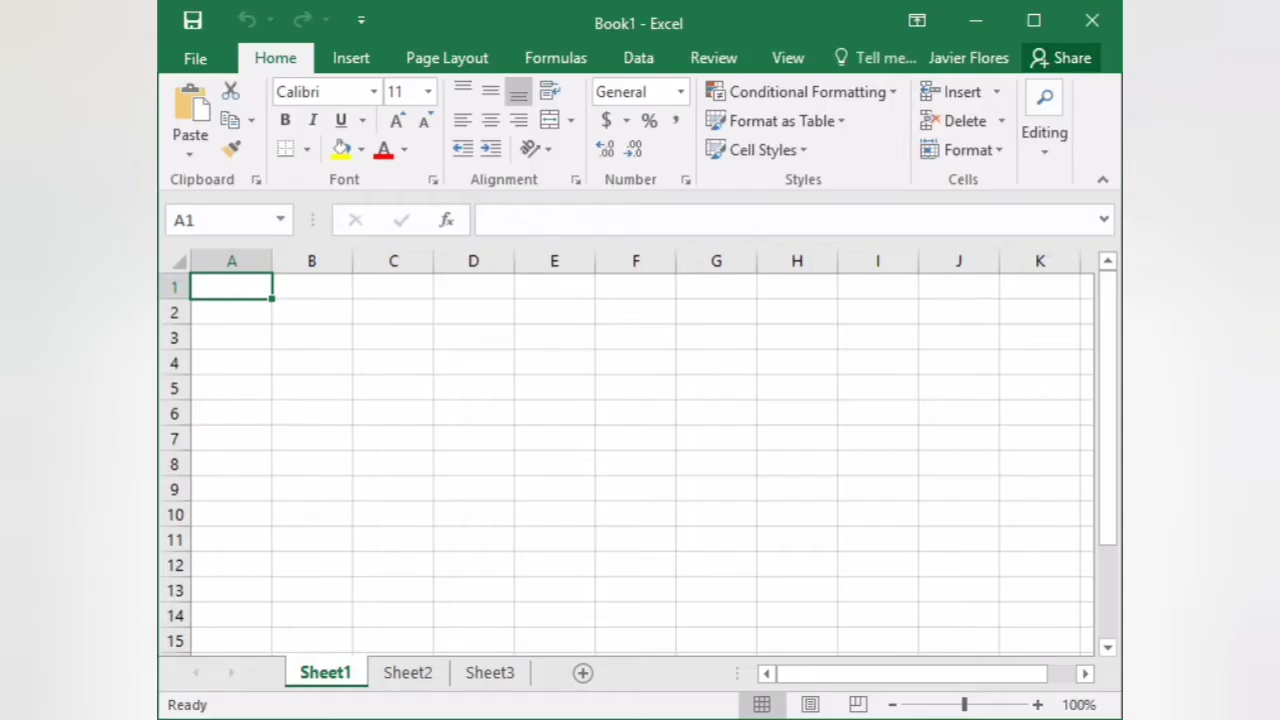 Book1 - Excel
File Home Insert Page Layout Formulas Data Review View Tell me... Javier Flores Share
Calibri 11 General Conditional Formatting Insert
B I U A A $ % , Format as Table Delete
Paste Editing
A .00 .00 Cell Styles Format
Clipboard Font Alignment Number Styles Cells
A1 fx
A B C D E F G H I J K
1
2
3
4
5
6
7
8
9
10
11
12
13
14
15
Sheet1 Sheet2 Sheet3
Ready 100%